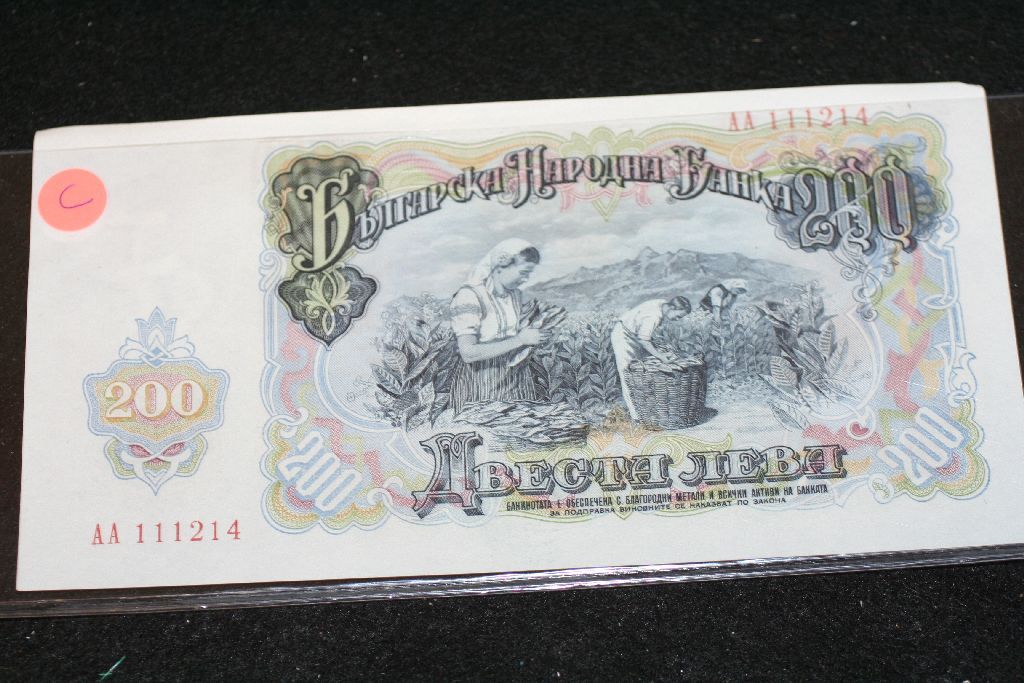 АА 111214
С
Българска Народна Банка 200
200
200
200
Двеста лева
БАНКНОТАТА Е ОБЕЗПЕЧЕНА С БЛАГОРОДНИ МЕТАЛИ И ВСИЧКИ АКТИВИ НА БАНКАТА
ЗА ПОДПРАВКА ВИНОВНИТЕ СЕ НАКАЗВАТ ПО ЗАКОНА
АА 111214